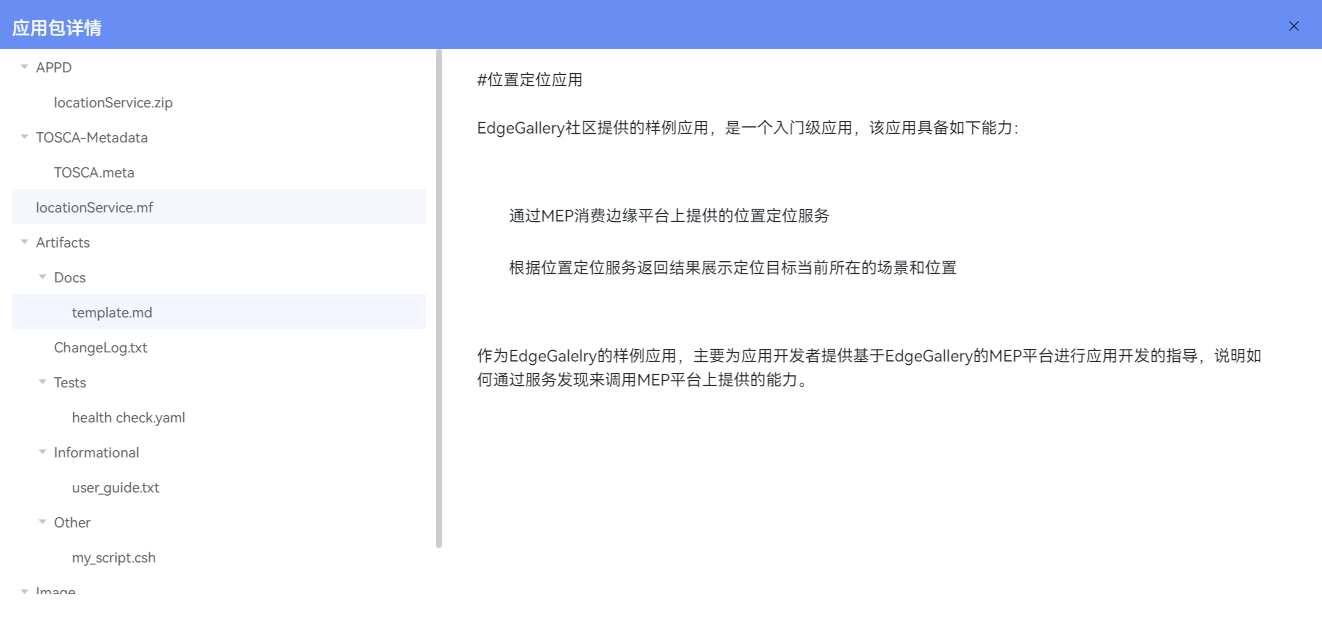 应用包详情
APPD
locationService.zip
TOSCA-Metadata
TOSCA.meta
locationService.mf
Artifacts
Docs
template.md
ChangeLog.txt
Tests
health check.yaml
Informational
user_guide.txt
Other
my_script.csh
Image
#位置定位应用
EdgeGallery社区提供的样例应用，是一个入门级应用，该应用具备如下能力：
通过MEP消费边缘平台上提供的位置定位服务
根据位置定位服务返回结果展示定位目标当前所在的场景和位置
作为EdgeGalelry的样例应用，主要为应用开发者提供基于EdgeGallery的MEP平台进行应用开发的指导，说明如
何通过服务发现来调用MEP平台上提供的能力。